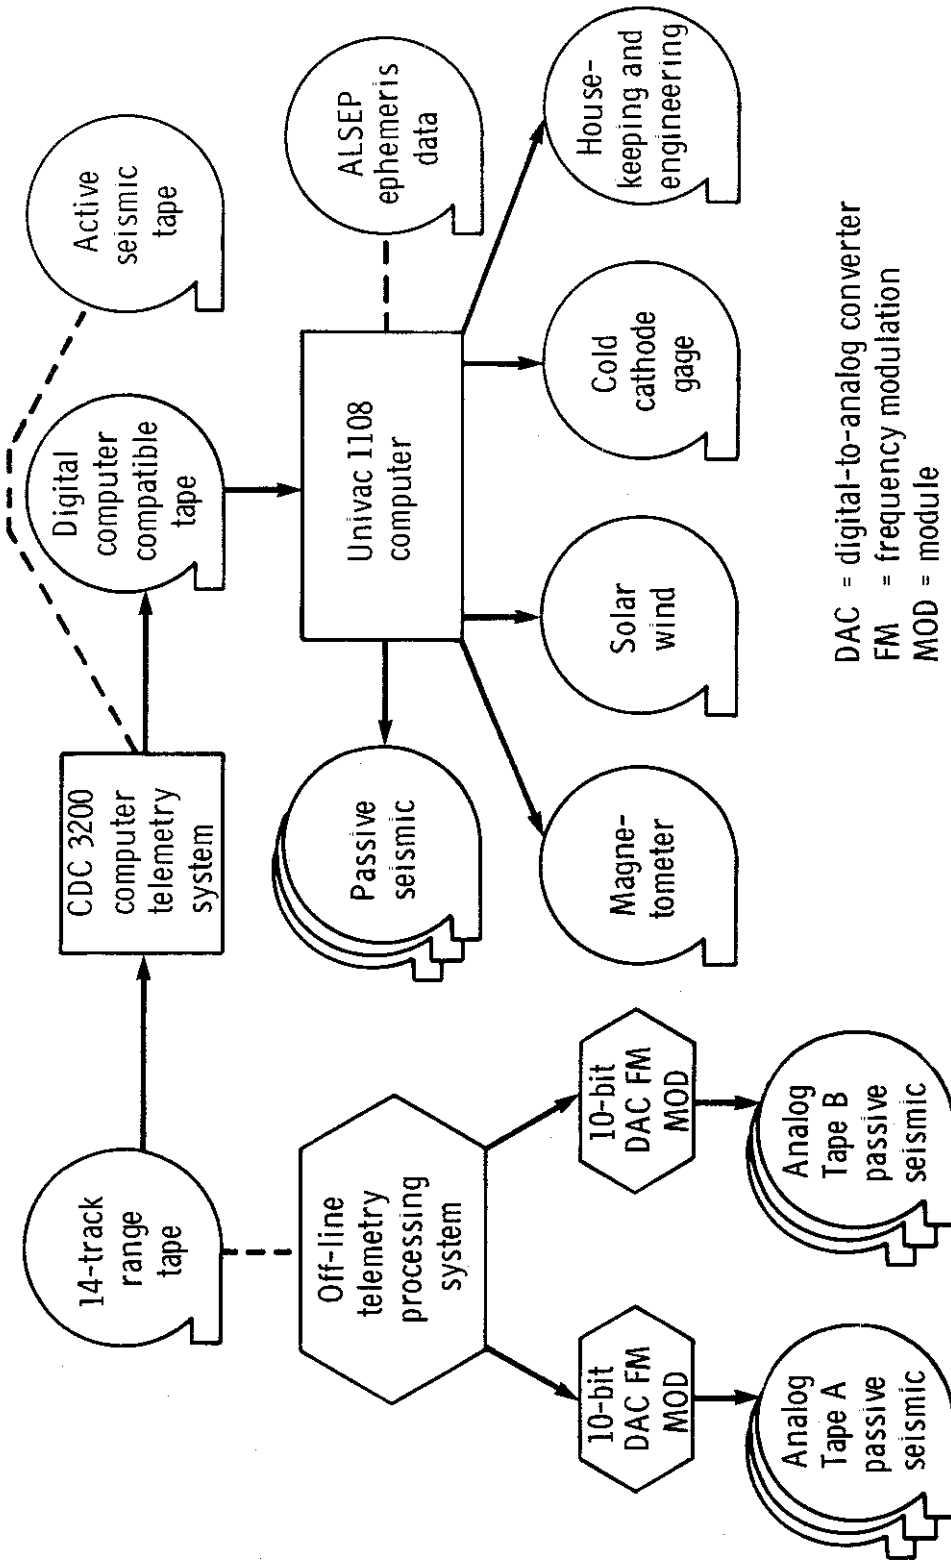 14-track
range
tape
CDC 3200
computer
telemetry
system
Digital
computer
compatible
tape
Active
seismic
tape
Off-line
telemetry
processing
system
Passive
seismic
Univac 1108
computer
ALSEP
ephemeris
data
10-bit
DAC FM
MOD
10-bit
DAC FM
MOD
Magne-
tometer
Solar
wind
Cold
cathode
gage
House-
keeping and
engineering
Analog
Tape A
passive
seismic
Analog
Tape B
passive
seismic
DAC = digital-to-analog converter
FM = frequency modulation
MOD = module